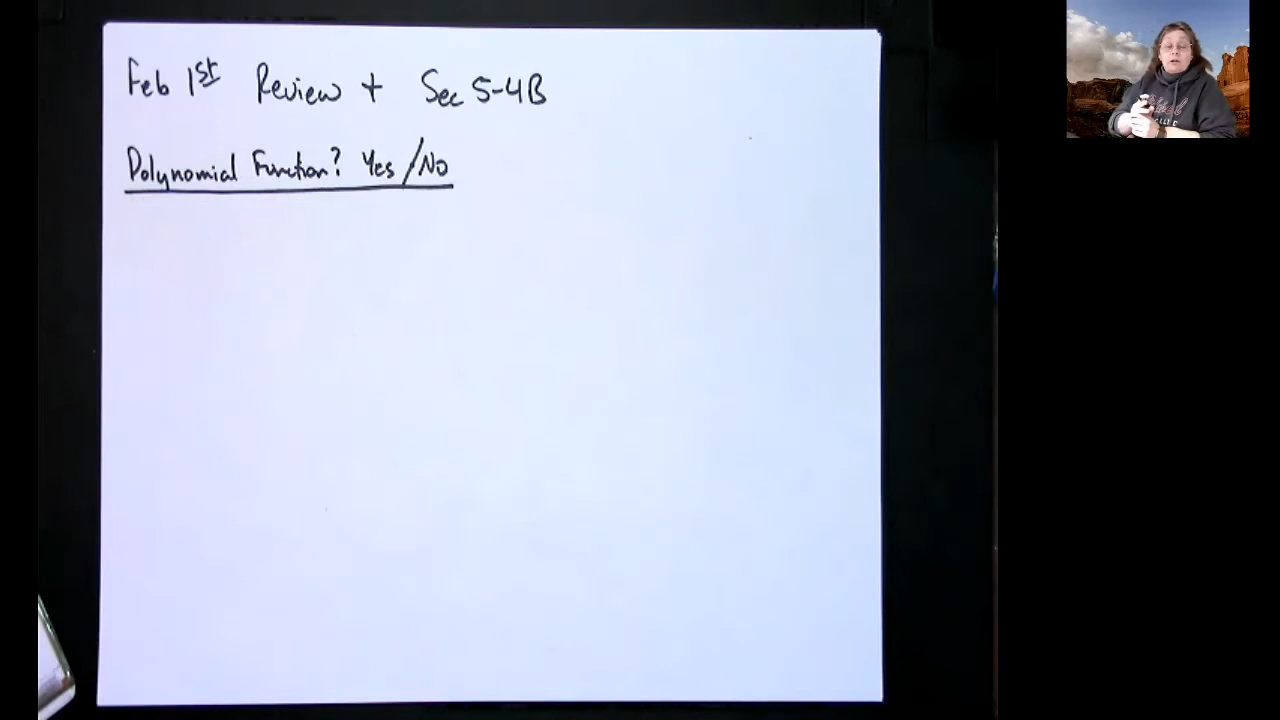 Feb 1st Review + Sec 5-4B
Polynomial Function? Yes/No